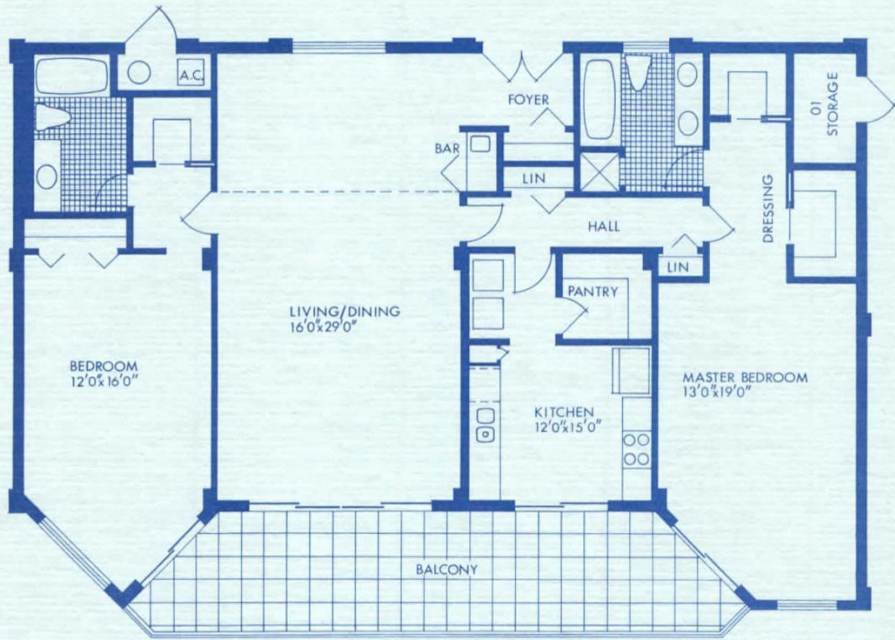 A.C.
FOYER
01
STORAGE
BAR
LIN
HALL
DRESSING
LIN
PANTRY
LIVING/DINING
16'0"x29'0"
BEDROOM
12'0"x16'0"
MASTER BEDROOM
13'0"x19'0"
KITCHEN
12'0"x15'0"
BALCONY